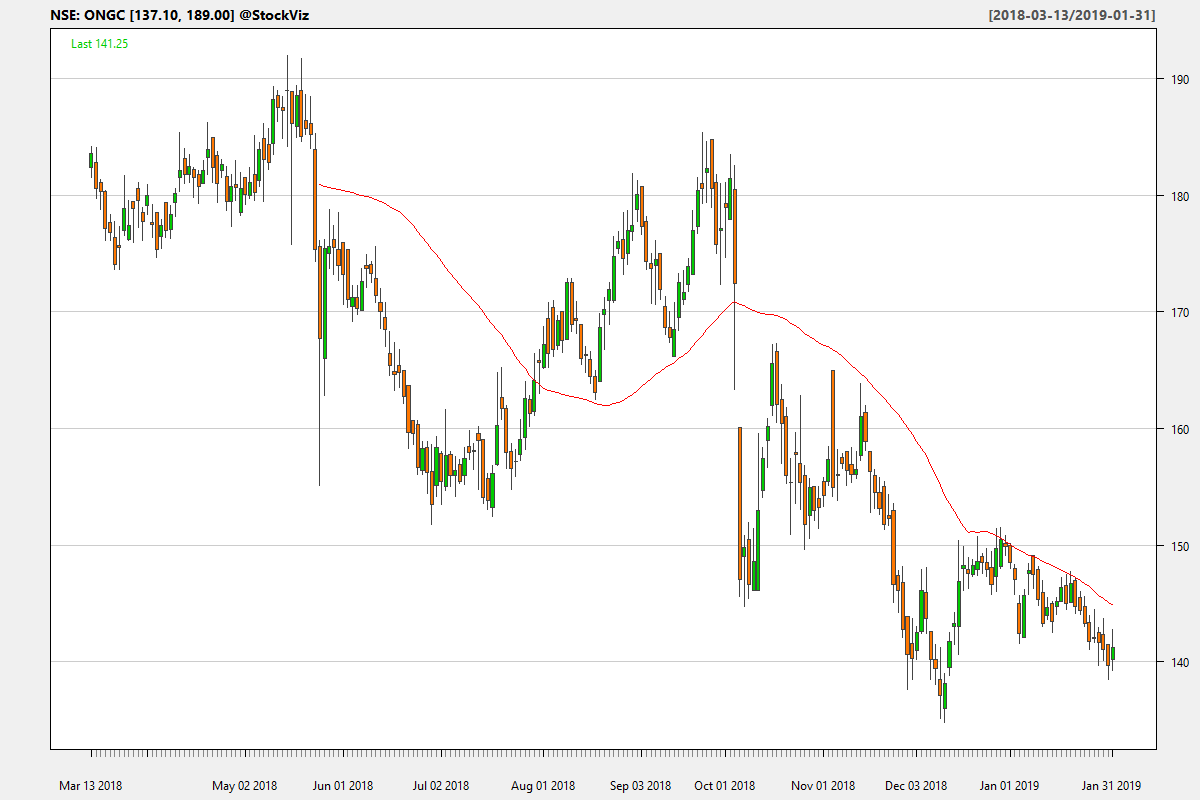 NSE: ONGC [137.10, 189.00] @StockViz
[2018-03-13/2019-01-31]
Last 141.25
190
180
170
160
150
140
Mar 13 2018
May 02 2018
Jun 01 2018
Jul 02 2018
Aug 01 2018
Sep 03 2018
Oct 01 2018
Nov 01 2018
Dec 03 2018
Jan 01 2019
Jan 31 2019